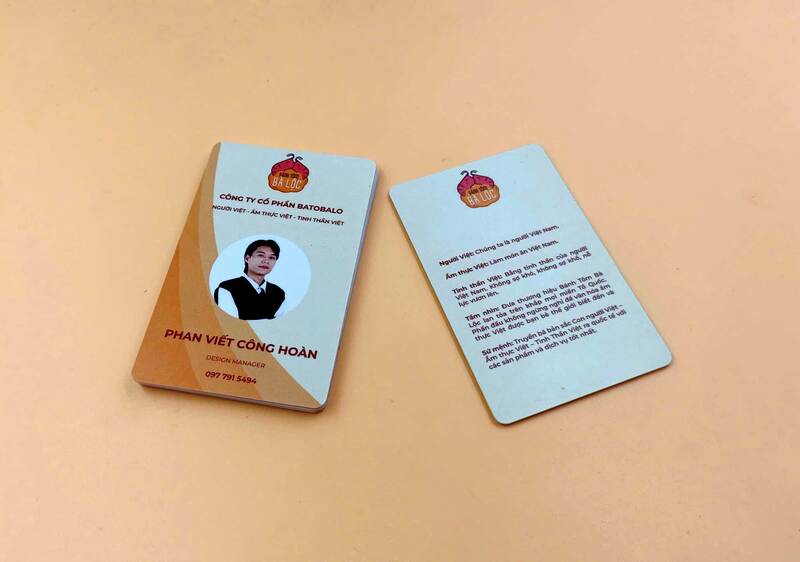 BÀ LỘC
CÔNG TY CỔ PHẦN BATOBALO
NGƯỜI VIỆT - ẨM THỰC VIỆT - TINH THẦN VIỆT
PHAN VIẾT CÔNG HOÀN
DESIGN MANAGER
097 791 5494
BÀ LỘC
Người Việt: Chúng ta là người Việt Nam.
Ẩm thực Việt: Làm món ăn Việt Nam.
Tinh thần Việt: Bằng tinh thần của người
Việt Nam. Không sợ khó, không sợ khổ, nỗ
lực vươn lên.
Tầm nhìn: Đưa thương hiệu Bánh Tôm Bà
Lộc lan tỏa trên khắp mọi miền Tổ Quốc.
Phấn đấu không ngừng nghỉ để văn hóa ẩm
thực Việt được bạn bè thế giới biết đến và
Sứ mệnh: Truyền bá bản sắc Con người Việt –
Ẩm thực Việt – Tinh Thần Việt ra quốc tế với
các sản phẩm và dịch vụ tốt nhất.